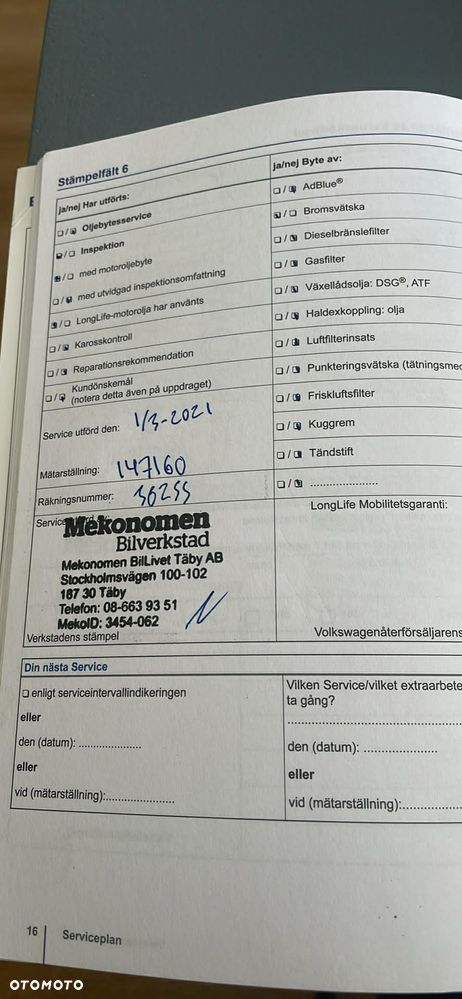 Stämpelfält 6
ja/nej Har utförts:
☐ / ☒ Oljebytesservice
☒ / ☐ Inspektion
☒ / ☐ med motoroljebyte
☐ / ☒ med utvidgad inspektionsomfattning
☒ / ☐ LongLife-motorolja har använts
☐ / ☒ Karosskontroll
☐ / ☒ Reparationsrekommendation
☐ / ☒ Kundönskemål
(notera detta även på uppdraget)
Service utförd den: 1/3-2021
Mätarställning: 147160
Räkningsnummer: 36255
Mekonomen
Bilverkstad
Mekonomen BilLivet Täby AB
Stockholmsvägen 100-102
187 30 Täby
Telefon: 08-663 93 51
MekoID: 3454-062
Verkstadens stämpel
ja/nej Byte av:
☐ / ☒ AdBlue®
☒ / ☐ Bromsvätska
☐ / ☒ Dieselbränslefilter
☐ / ☒ Gasfilter
☐ / ☒ Växellådsolja: DSG®, ATF
☐ / ☒ Haldexkoppling: olja
☐ / ☒ Luftfilterinsats
☐ / ☒ Punkteringsvätska (tätningsmed
☐ / ☒ Friskluftsfilter
☐ / ☒ Kuggrem
☐ / ☒ Tändstift
☐ / ☒ .....................
LongLife Mobilitetsgaranti:
Volkswagenåterförsäljarens
Din nästa Service
☐ enligt serviceintervallindikeringen
eller
den (datum): ...................
eller
vid (mätarställning):.....................
Vilken Service/vilket extraarbete
ta gång?
den (datum): ......................
eller
vid (mätarställning):..................
16 Serviceplan
OTOMOTO